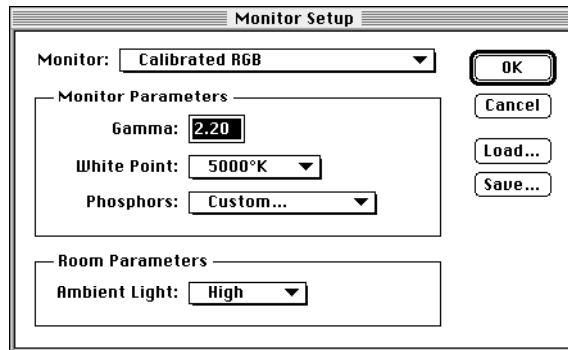 Monitor Setup
Monitor: Calibrated RGB
OK
Monitor Parameters
Cancel
Gamma: 2.20
Load...
White Point: 5000°K
Save...
Phosphors: Custom...
Room Parameters
Ambient Light: High